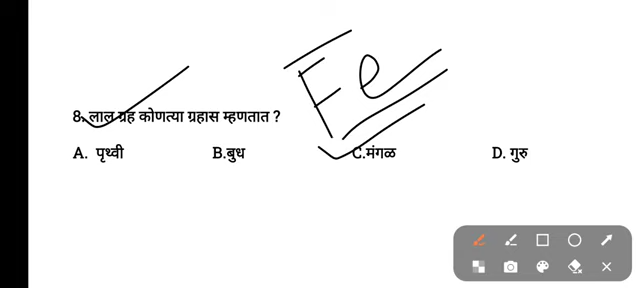 Fe
8. लाल ग्रह कोणत्या ग्रहास म्हणतात ?
A. पृथ्वी B.बुध C.मंगळ D. गुरु